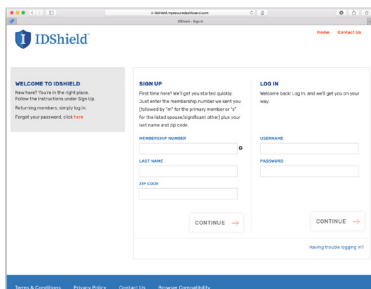 IDShield - Sign In
IDShield
Home Contact Us
WELCOME TO IDSHIELD
New here? You're in the right place.
Follow the instructions under Sign Up.
Returning members, simply log in.
Forgot your password, click here
SIGN UP
First time here? We'll get you started quickly.
Just enter the membership number we sent you
(followed by "m" for the primary member or "s"
for the listed spouse/significant other) plus your
last name and zip code.
MEMBERSHIP NUMBER
LAST NAME
ZIP CODE
CONTINUE →
LOG IN
Welcome back! Log in, and we'll get you on your
way.
USERNAME
PASSWORD
CONTINUE →
Having trouble logging in?
Terms & Conditions Privacy Policy Contact Us Browser Compatibility